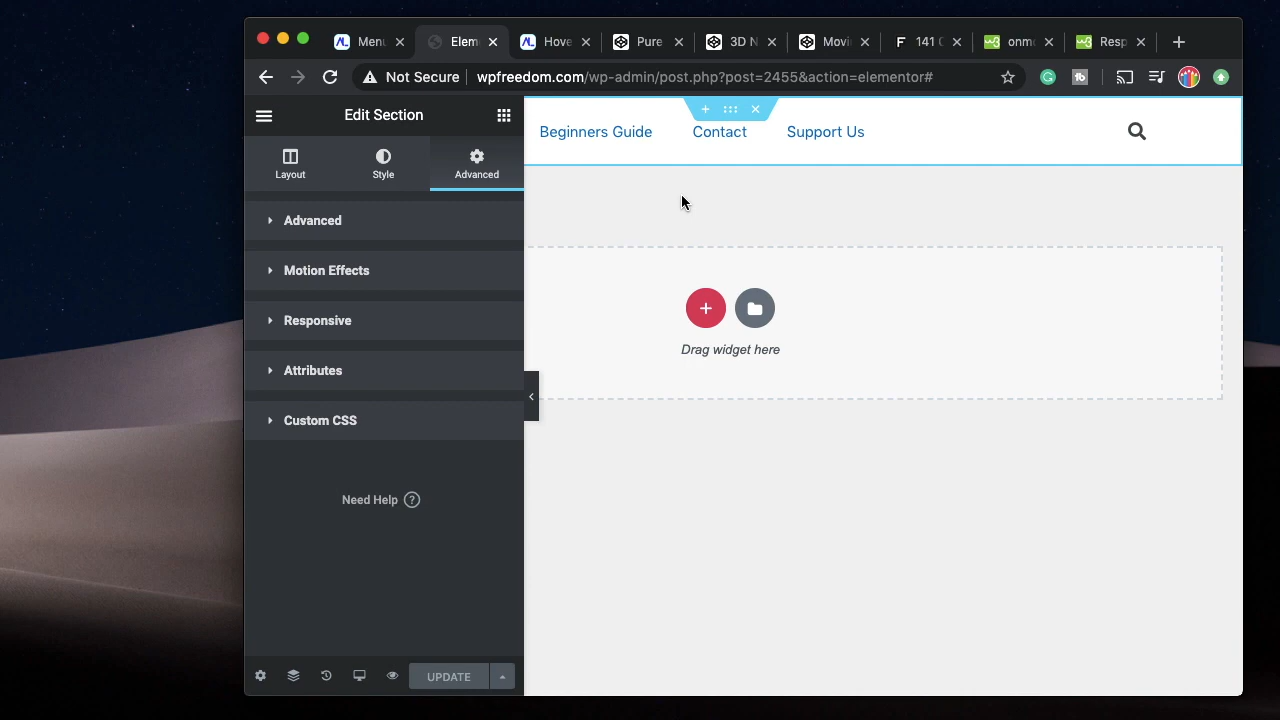 Menu
Elem
Hove
Pure
3D N
Movi
141 C
onm
Resp
Not Secure
wpfreedom.com/wp-admin/post.php?post=2455&action=elementor#
Edit Section
Layout
Style
Advanced
Advanced
Motion Effects
Responsive
Attributes
Custom CSS
Need Help ?
UPDATE
Beginners Guide
Contact
Support Us
Drag widget here